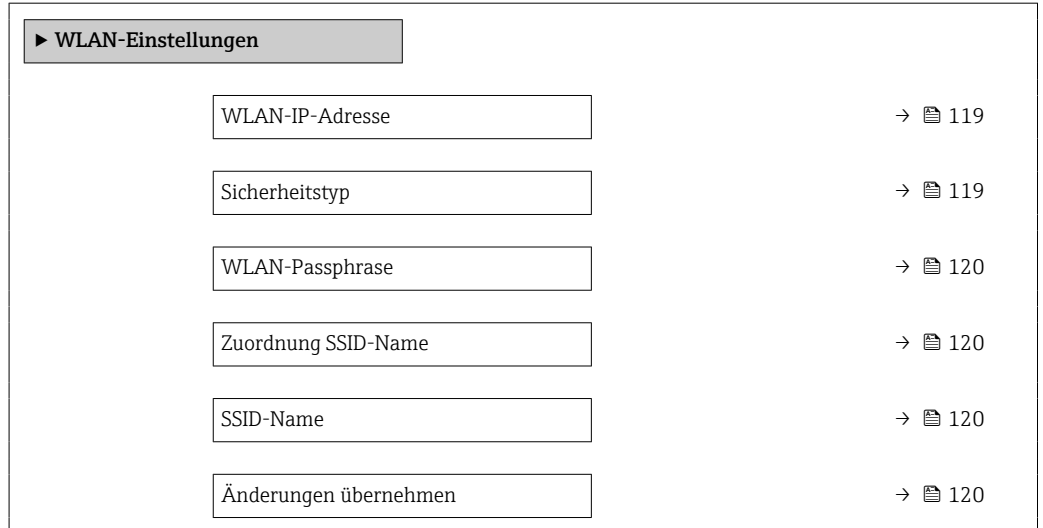 ► WLAN-Einstellungen
WLAN-IP-Adresse → 119
Sicherheitstyp → 119
WLAN-Passphrase → 120
Zuordnung SSID-Name → 120
SSID-Name → 120
Änderungen übernehmen → 120